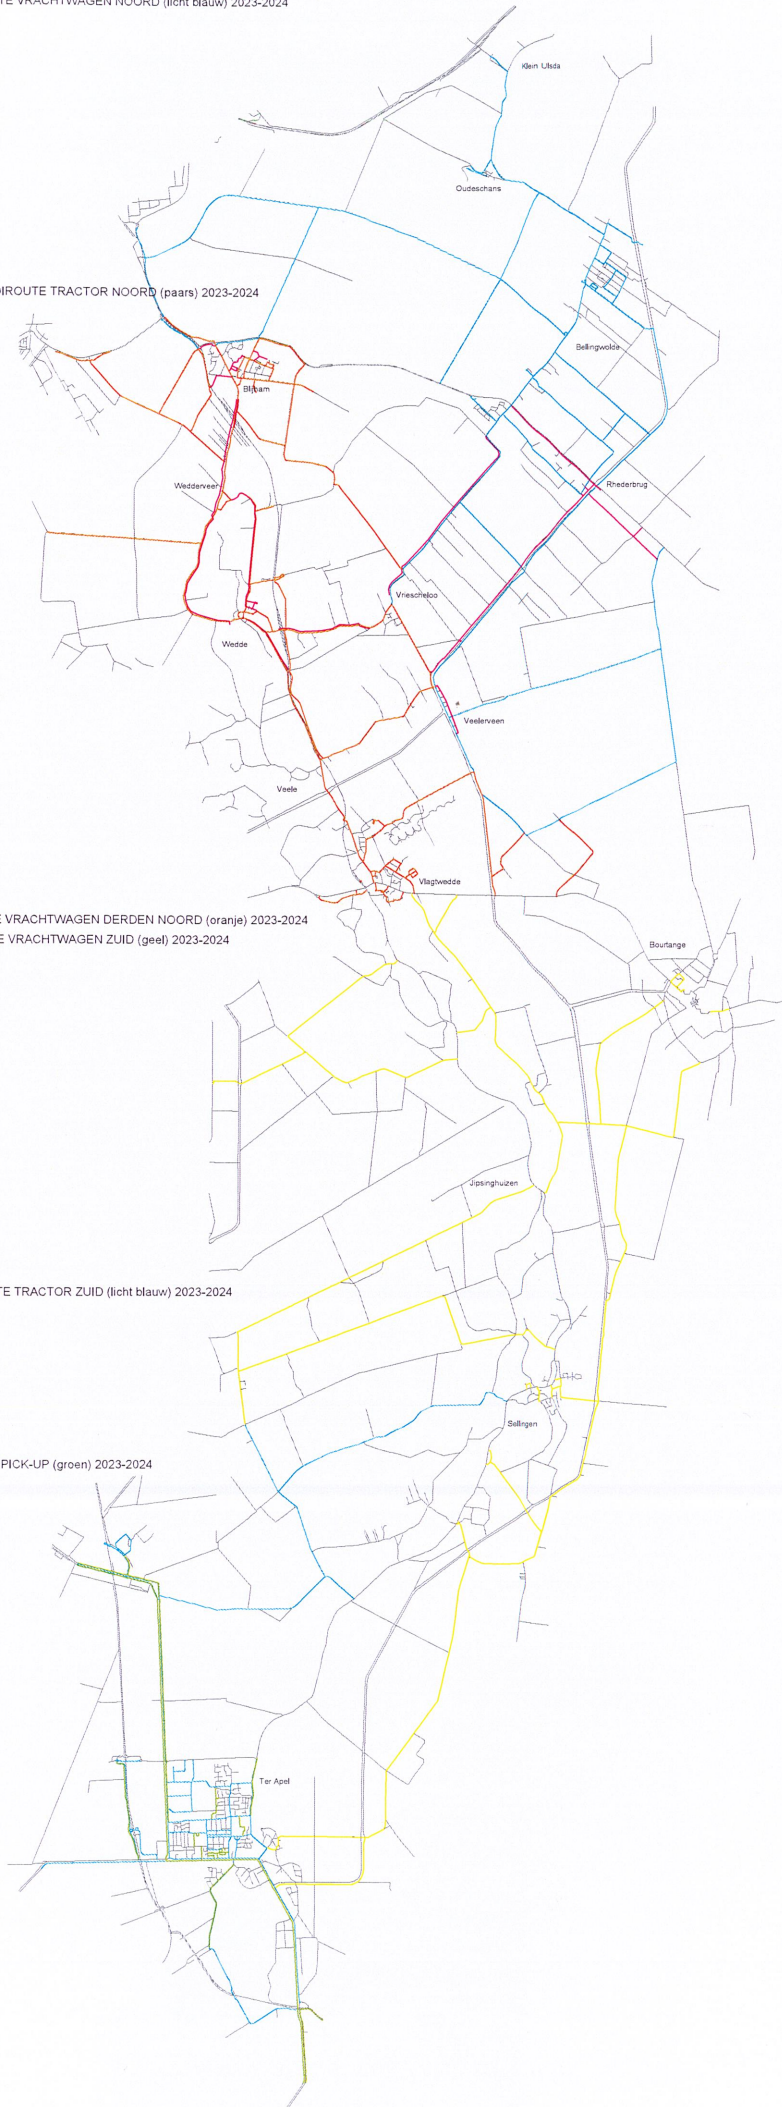 TE VRACHTWAGEN NOORD (licht blauw) 2023-2024
Klein Ulsda
Oudeschans
ROUTE TRACTOR NOORD (paars) 2023-2024
Bellingwolde
Blijham
Wedderveer
Rhederbrug
Vriescheloo
Wedde
Veelerveen
Veele
Vlagtwedde
E VRACHTWAGEN DERDEN NOORD (oranje) 2023-2024
E VRACHTWAGEN ZUID (geel) 2023-2024
Bourtange
Jipsinghuizen
TE TRACTOR ZUID (licht blauw) 2023-2024
Sellingen
PICK-UP (groen) 2023-2024
Ter Apel